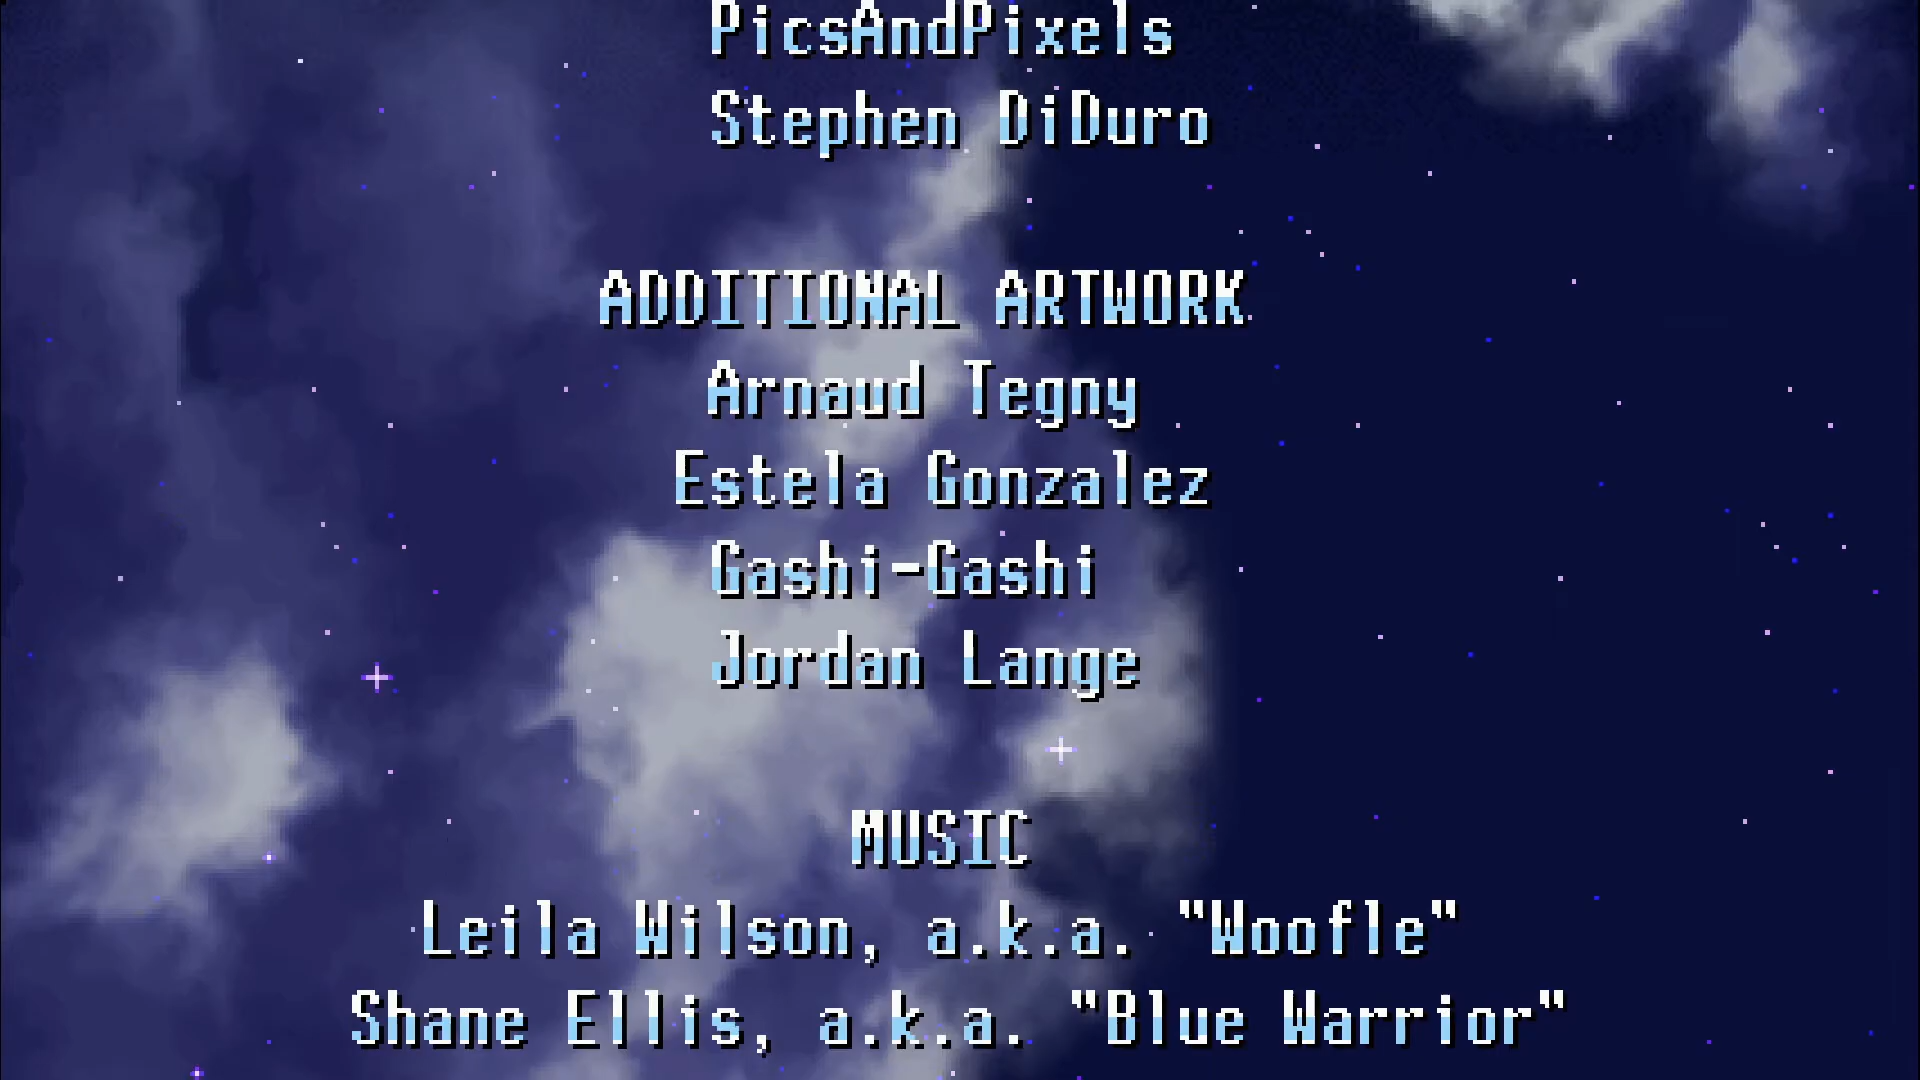 PicsAndPixels
Stephen DiDuro
ADDITIONAL ARTWORK
Arnaud Tegny
Estela Gonzalez
Gashi-Gashi
Jordan Lange
MUSIC
Leila Wilson, a.k.a. "Woofle"
Shane Ellis, a.k.a. "Blue Warrior"